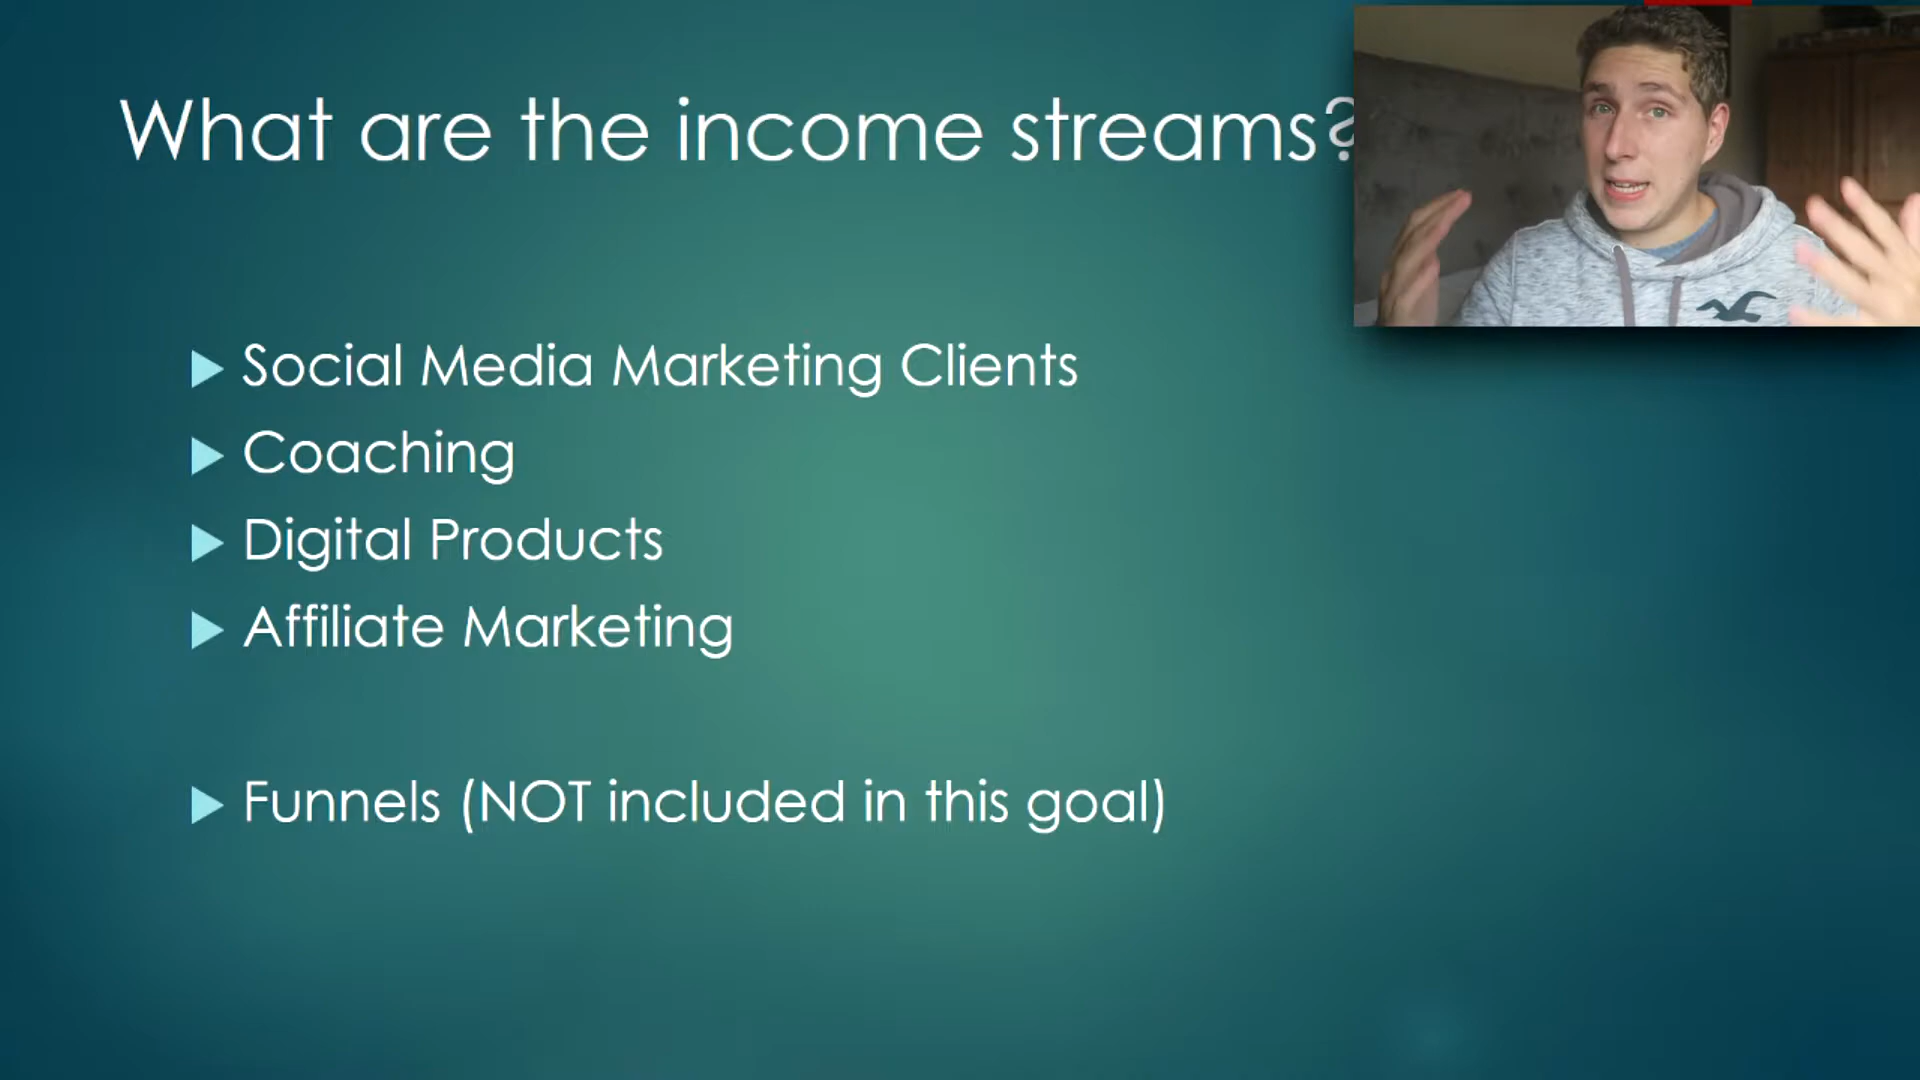 What are the income streams?
Social Media Marketing Clients
Coaching
Digital Products
Affiliate Marketing
Funnels (NOT included in this goal)